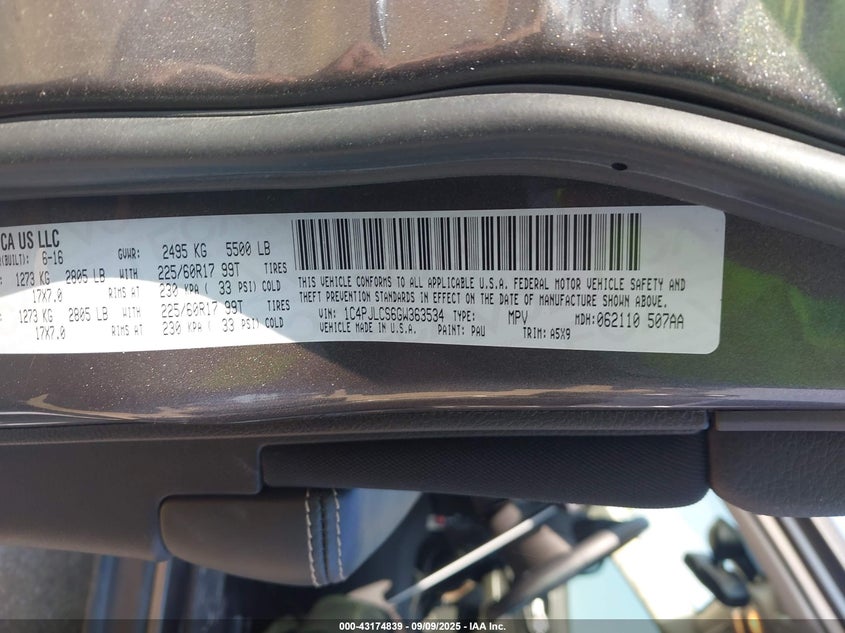 CA US LLC
(BUILT): 6-16 GVWR: 2495 KG 5500 LB
1273 KG 2805 LB WITH 225/60R17 99T TIRES
17X7.0 RIMS AT 230 KPA ( 33 PSI) COLD
1273 KG 2805 LB WITH 225/60R17 99T TIRES
17X7.0 RIMS AT 230 KPA ( 33 PSI) COLD
THIS VEHICLE CONFORMS TO ALL APPLICABLE U.S.A. FEDERAL MOTOR VEHICLE SAFETY AND
THEFT PREVENTION STANDARDS IN EFFECT ON THE DATE OF MANUFACTURE SHOWN ABOVE.
VIN: 1C4PJLCS6GW363534 TYPE: MPV MDH: 062110 507AA
VEHICLE MADE IN U.S.A. PAINT: PAU TRIM: A5X9
000-43174839 - 09/09/2025 - IAA Inc.